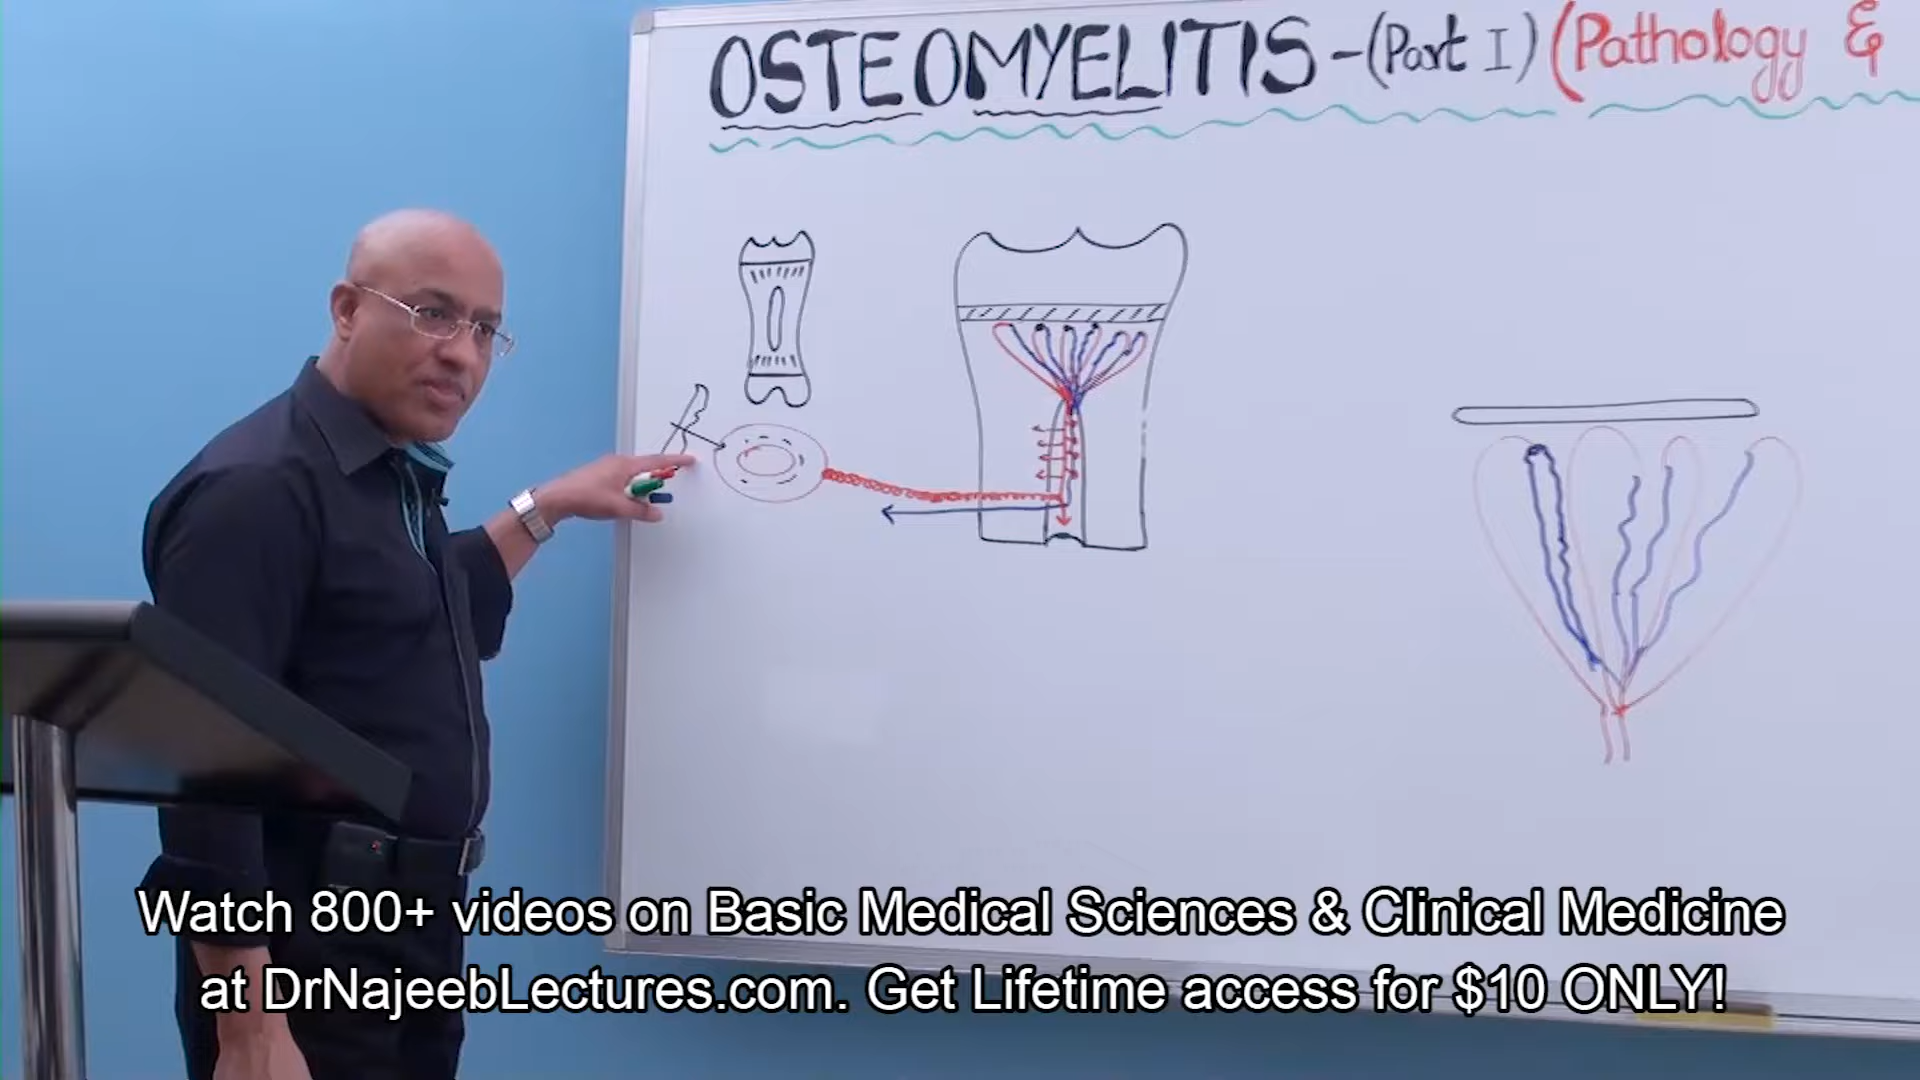 OSTEOMYELITIS - (Part I) (Pathology &
Watch 800+ videos on Basic Medical Sciences & Clinical Medicine
at DrNajeebLectures.com. Get Lifetime access for $10 ONLY!